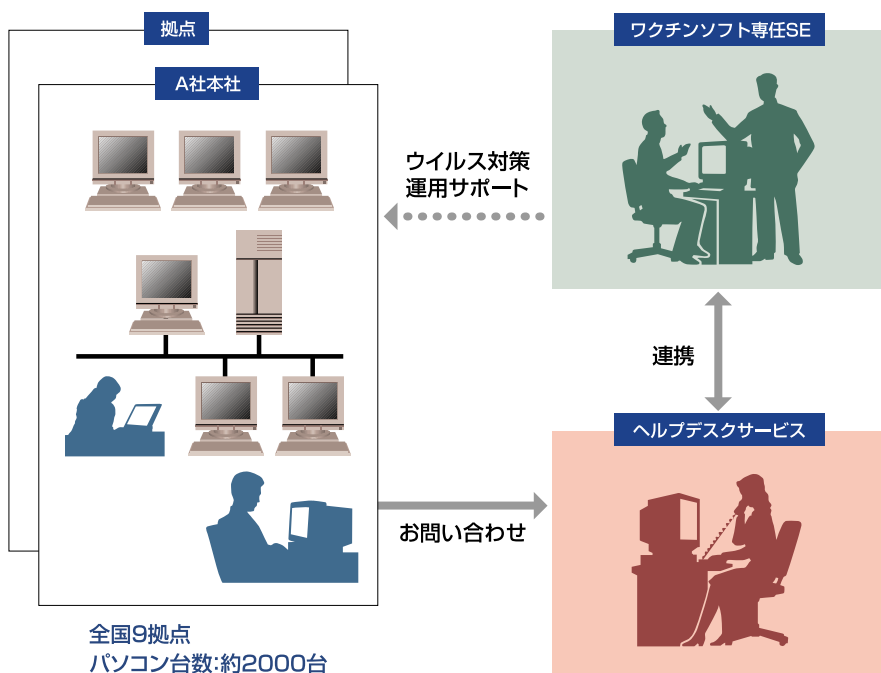 拠点
A社本社
ワクチンソフト専任SE
ウイルス対策
運用サポート
連携
ヘルプデスクサービス
お問い合わせ
全国9拠点
パソコン台数:約2000台